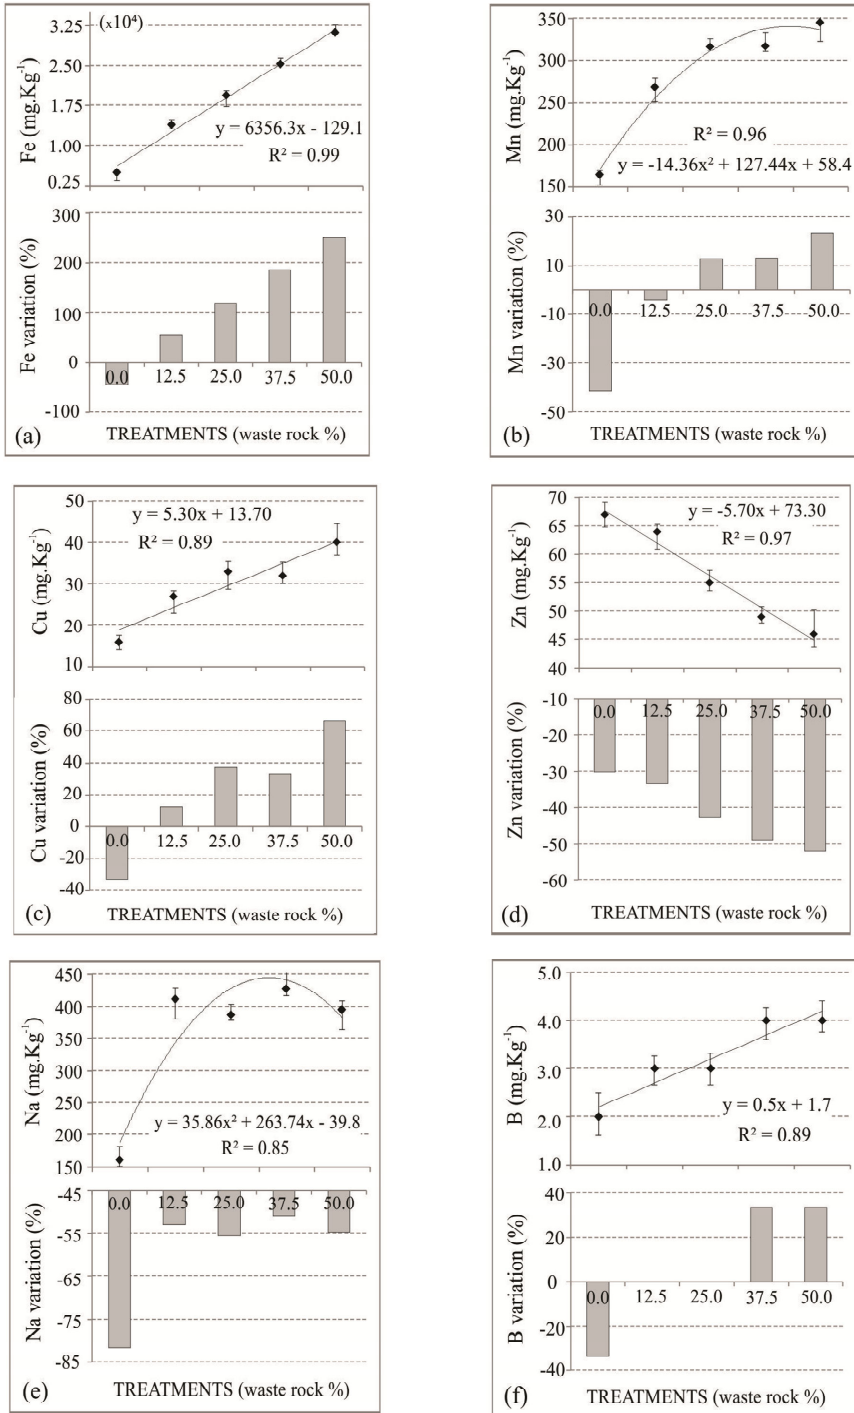 (x10⁴)
Fe (mg.Kg⁻¹)
3.25
2.50
1.75
1.00
0.25
y = 6356.3x - 129.1
R² = 0.99
Fe variation (%)
300
200
100
0
-100
0.0 12.5 25.0 37.5 50.0
(a) TREATMENTS (waste rock %)
Mn (mg.Kg⁻¹)
350
300
250
200
150
R² = 0.96
y = -14.36x² + 127.44x + 58.4
Mn variation (%)
30
10
-10
-30
-50
0.0 12.5 25.0 37.5 50.0
(b) TREATMENTS (waste rock %)
Cu (mg.Kg⁻¹)
50
40
30
20
10
y = 5.30x + 13.70
R² = 0.89
Cu variation (%)
80
60
40
20
0
-20
-40
0.0 12.5 25.0 37.5 50.0
(c) TREATMENTS (waste rock %)
Zn (mg.Kg⁻¹)
70
65
60
55
50
45
40
y = -5.70x + 73.30
R² = 0.97
Zn variation (%)
-10
-20
-30
-40
-50
-60
0.0 12.5 25.0 37.5 50.0
(d) TREATMENTS (waste rock %)
Na (mg.Kg⁻¹)
450
400
350
300
250
200
150
y = 35.86x² + 263.74x - 39.8
R² = 0.85
Na variation (%)
-45
-55
-65
-75
-85
0.0 12.5 25.0 37.5 50.0
(e) TREATMENTS (waste rock %)
B (mg.Kg⁻¹)
5.0
4.0
3.0
2.0
1.0
y = 0.5x + 1.7
R² = 0.89
B variation (%)
40
20
0
-20
-40
0.0 12.5 25.0 37.5 50.0
(f) TREATMENTS (waste rock %)